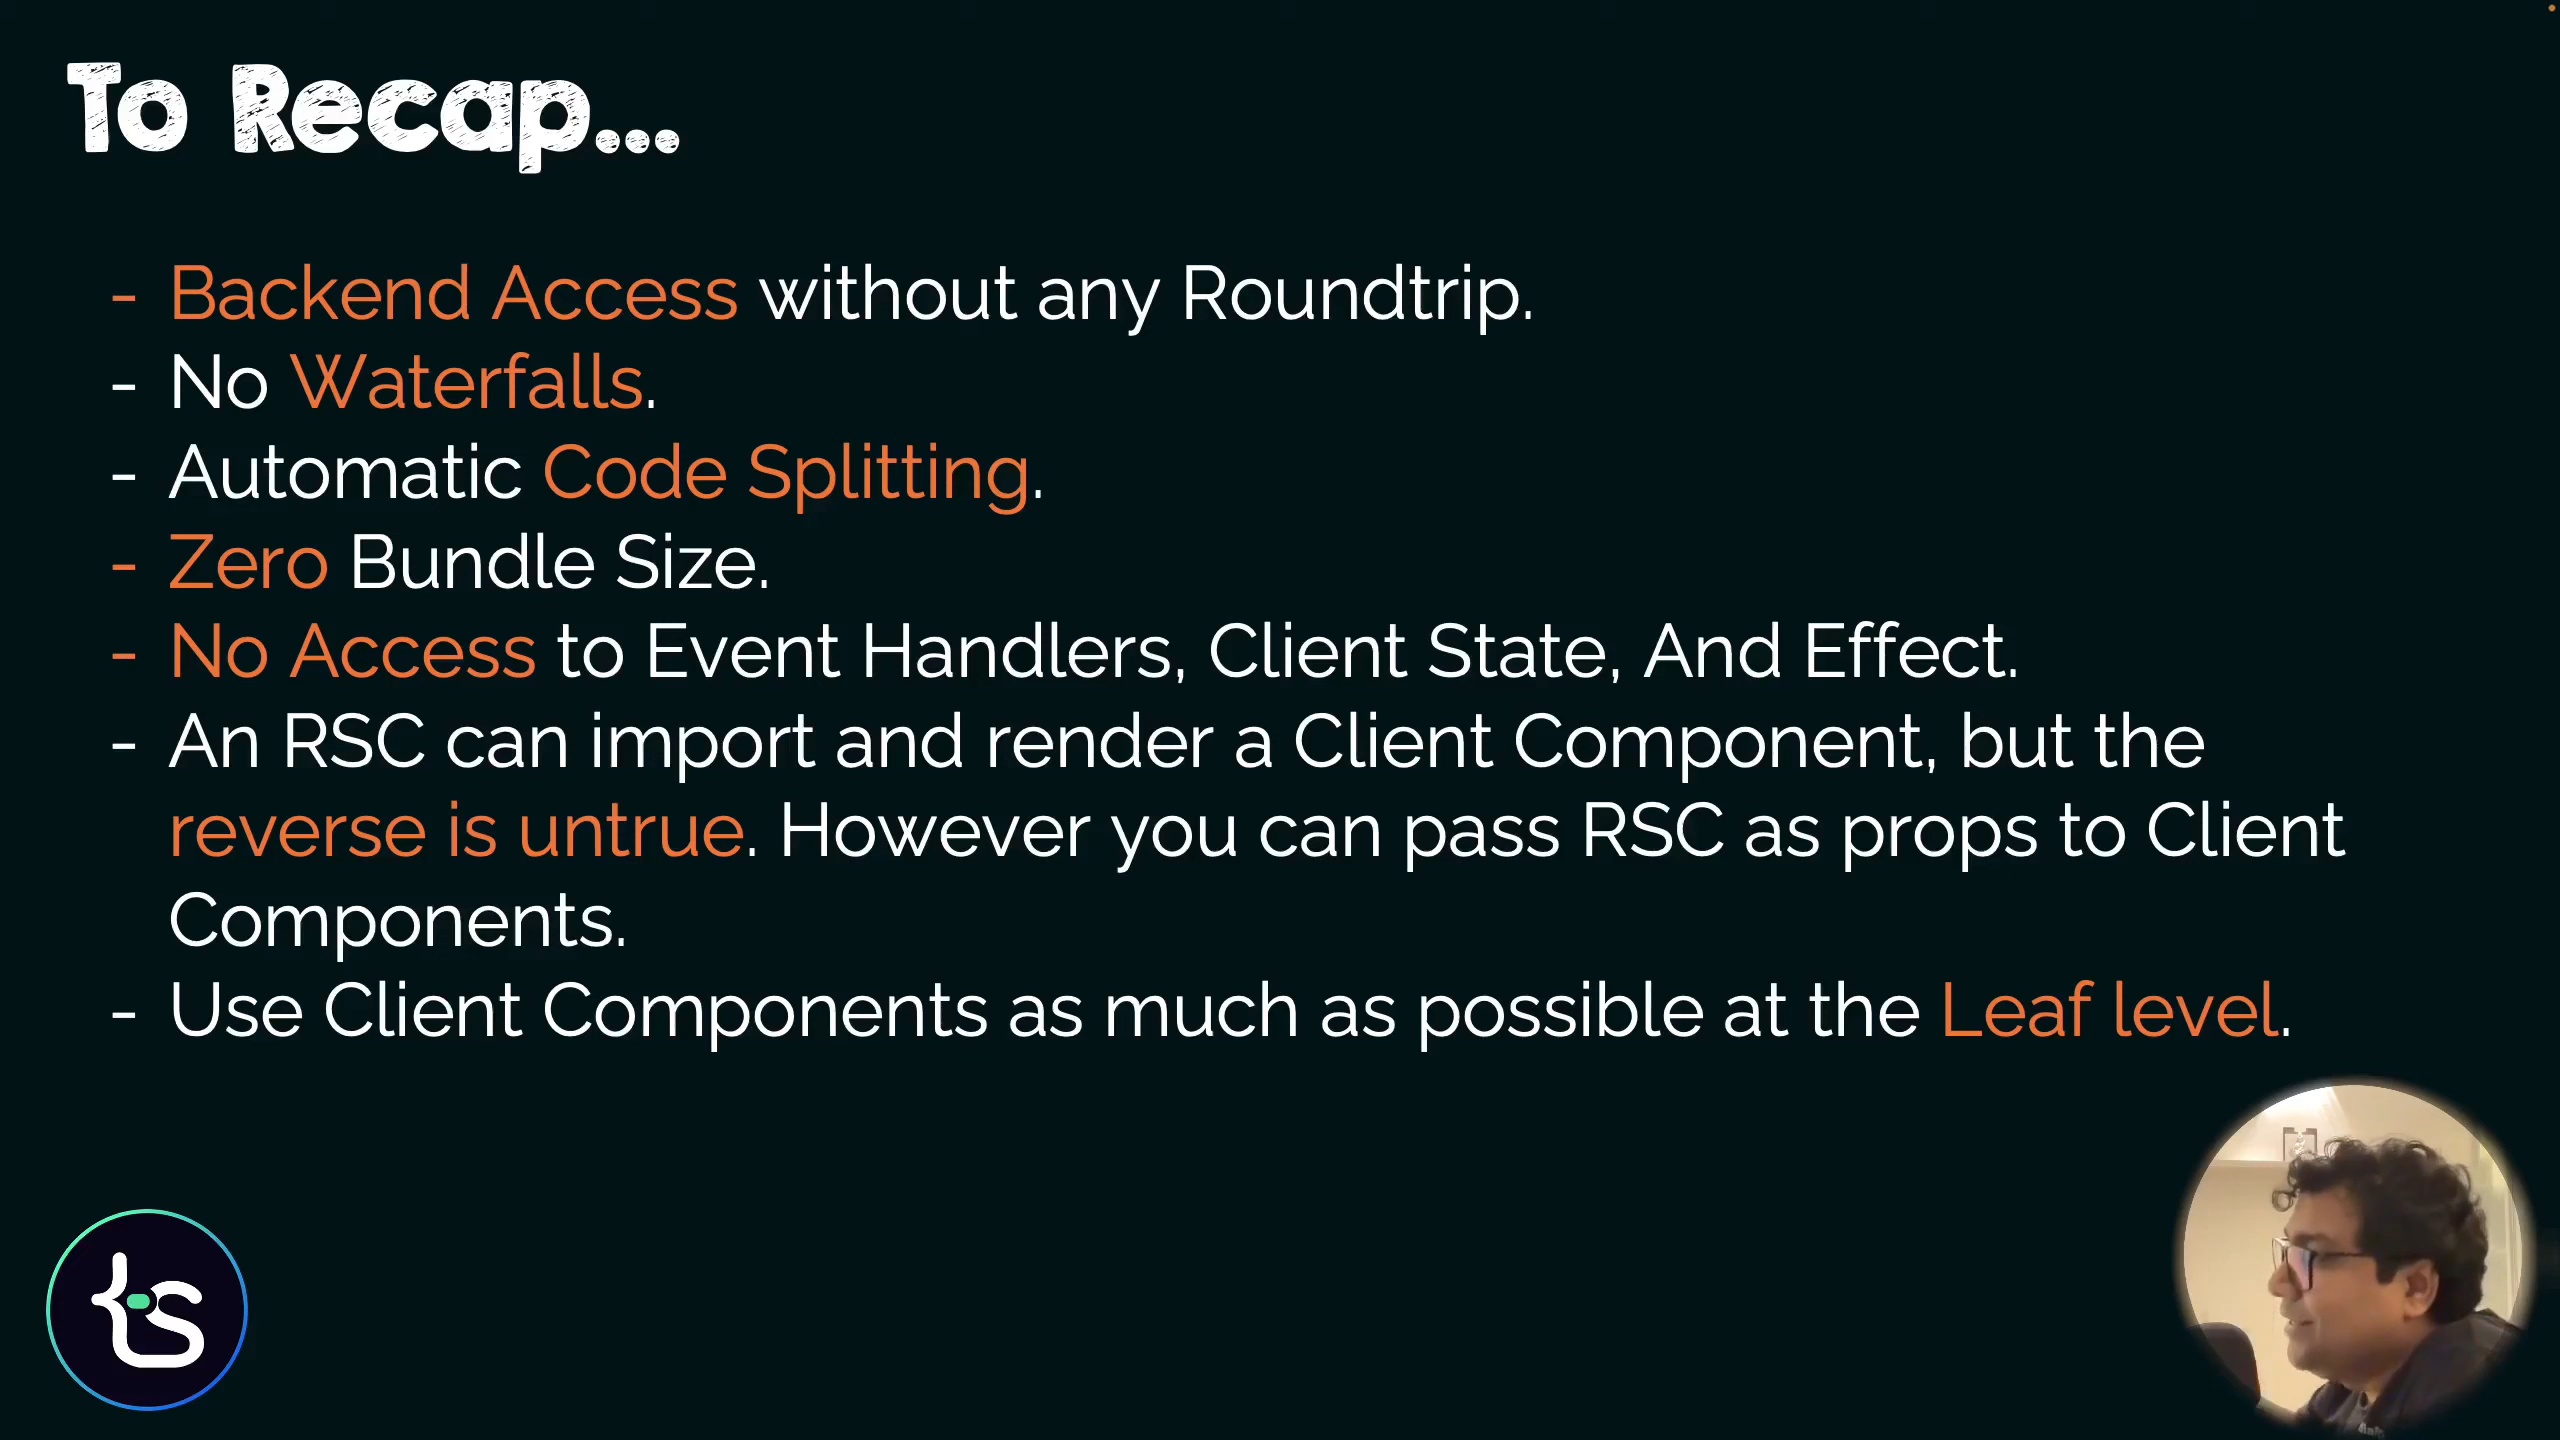 To Recap...
- Backend Access without any Roundtrip.
- No Waterfalls.
- Automatic Code Splitting.
- Zero Bundle Size.
- No Access to Event Handlers, Client State, And Effect.
- An RSC can import and render a Client Component, but the
reverse is untrue. However you can pass RSC as props to Client
Components.
- Use Client Components as much as possible at the Leaf level.
ts